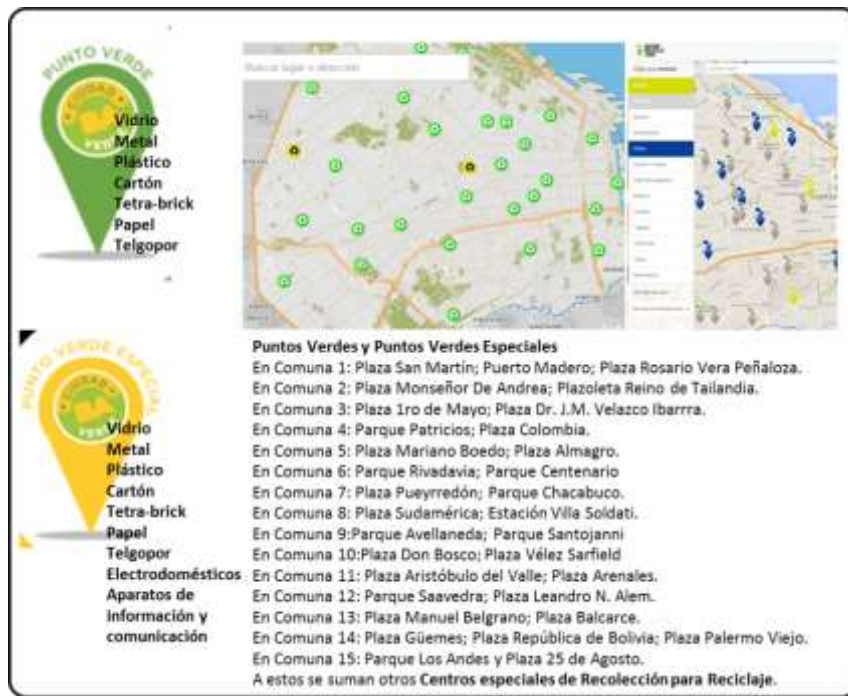 PUNTO VERDE
CIUDAD
VERDE
Vidrio
Metal
Plástico
Cartón
Tetra-brick
Papel
Telgopor
Buscar lugar o dirección
PUNTO VERDE ESPECIAL
CIUDAD
VERDE
Vidrio
Metal
Plástico
Cartón
Tetra-brick
Papel
Telgopor
Electrodomésticos
Aparatos de
información y
comunicación
Puntos Verdes y Puntos Verdes Especiales
En Comuna 1: Plaza San Martín; Puerto Madero; Plaza Rosario Vera Peñaloza.
En Comuna 2: Plaza Monseñor De Andrea; Plazoleta Reino de Tailandia.
En Comuna 3: Plaza 1ro de Mayo; Plaza Dr. J.M. Velazco Ibarrra.
En Comuna 4: Parque Patricios; Plaza Colombia.
En Comuna 5: Plaza Mariano Boedo; Plaza Almagro.
En Comuna 6: Parque Rivadavia; Parque Centenario
En Comuna 7: Plaza Pueyrredón; Parque Chacabuco.
En Comuna 8: Plaza Sudamérica; Estación Villa Soldati.
En Comuna 9:Parque Avellaneda; Parque Santojanni
En Comuna 10:Plaza Don Bosco; Plaza Vélez Sarfield
En Comuna 11: Plaza Aristóbulo del Valle; Plaza Arenales.
En Comuna 12: Parque Saavedra; Plaza Leandro N. Alem.
En Comuna 13: Plaza Manuel Belgrano; Plaza Balcarce.
En Comuna 14: Plaza Güemes; Plaza República de Bolivia; Plaza Palermo Viejo.
En Comuna 15: Parque Los Andes y Plaza 25 de Agosto.
A estos se suman otros Centros especiales de Recolección para Reciclaje.